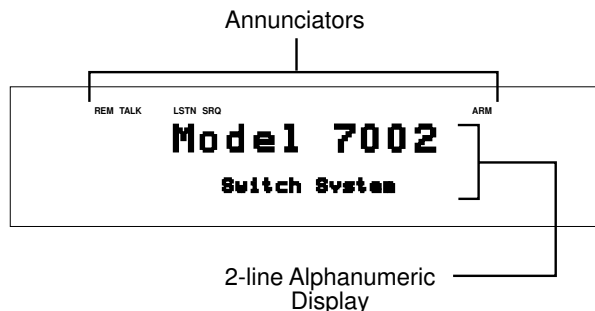 Annunciators
REM TALK LSTN SRQ ARM
Model 7002
Switch System
2-line Alphanumeric
Display